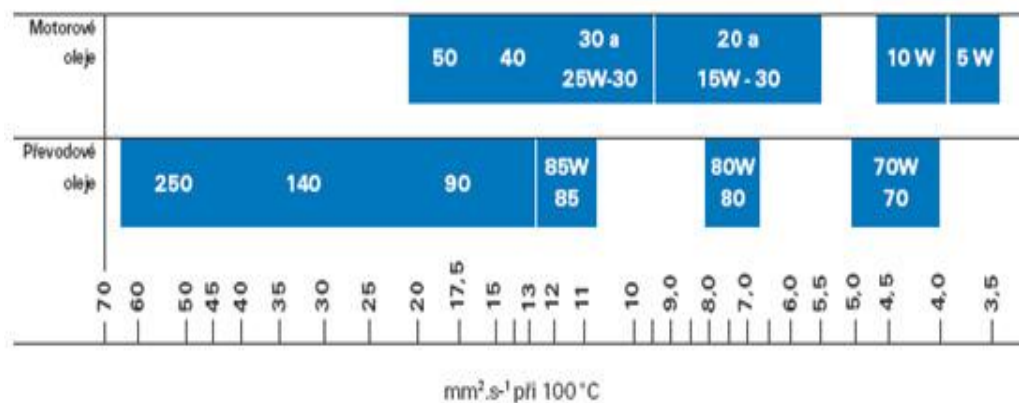 Motorové
oleje
50
40
30 a
25W-30
20 a
15W - 30
10 W
5 W
Převodové
oleje
250
140
90
85W
85
80W
80
70W
70
70
60
50
45
40
35
30
25
20
17,5
15
13
12
11
10
9,0
8,0
7,0
6,0
5,5
5,0
4,5
4,0
3,5
mm².s-¹ při 100°C